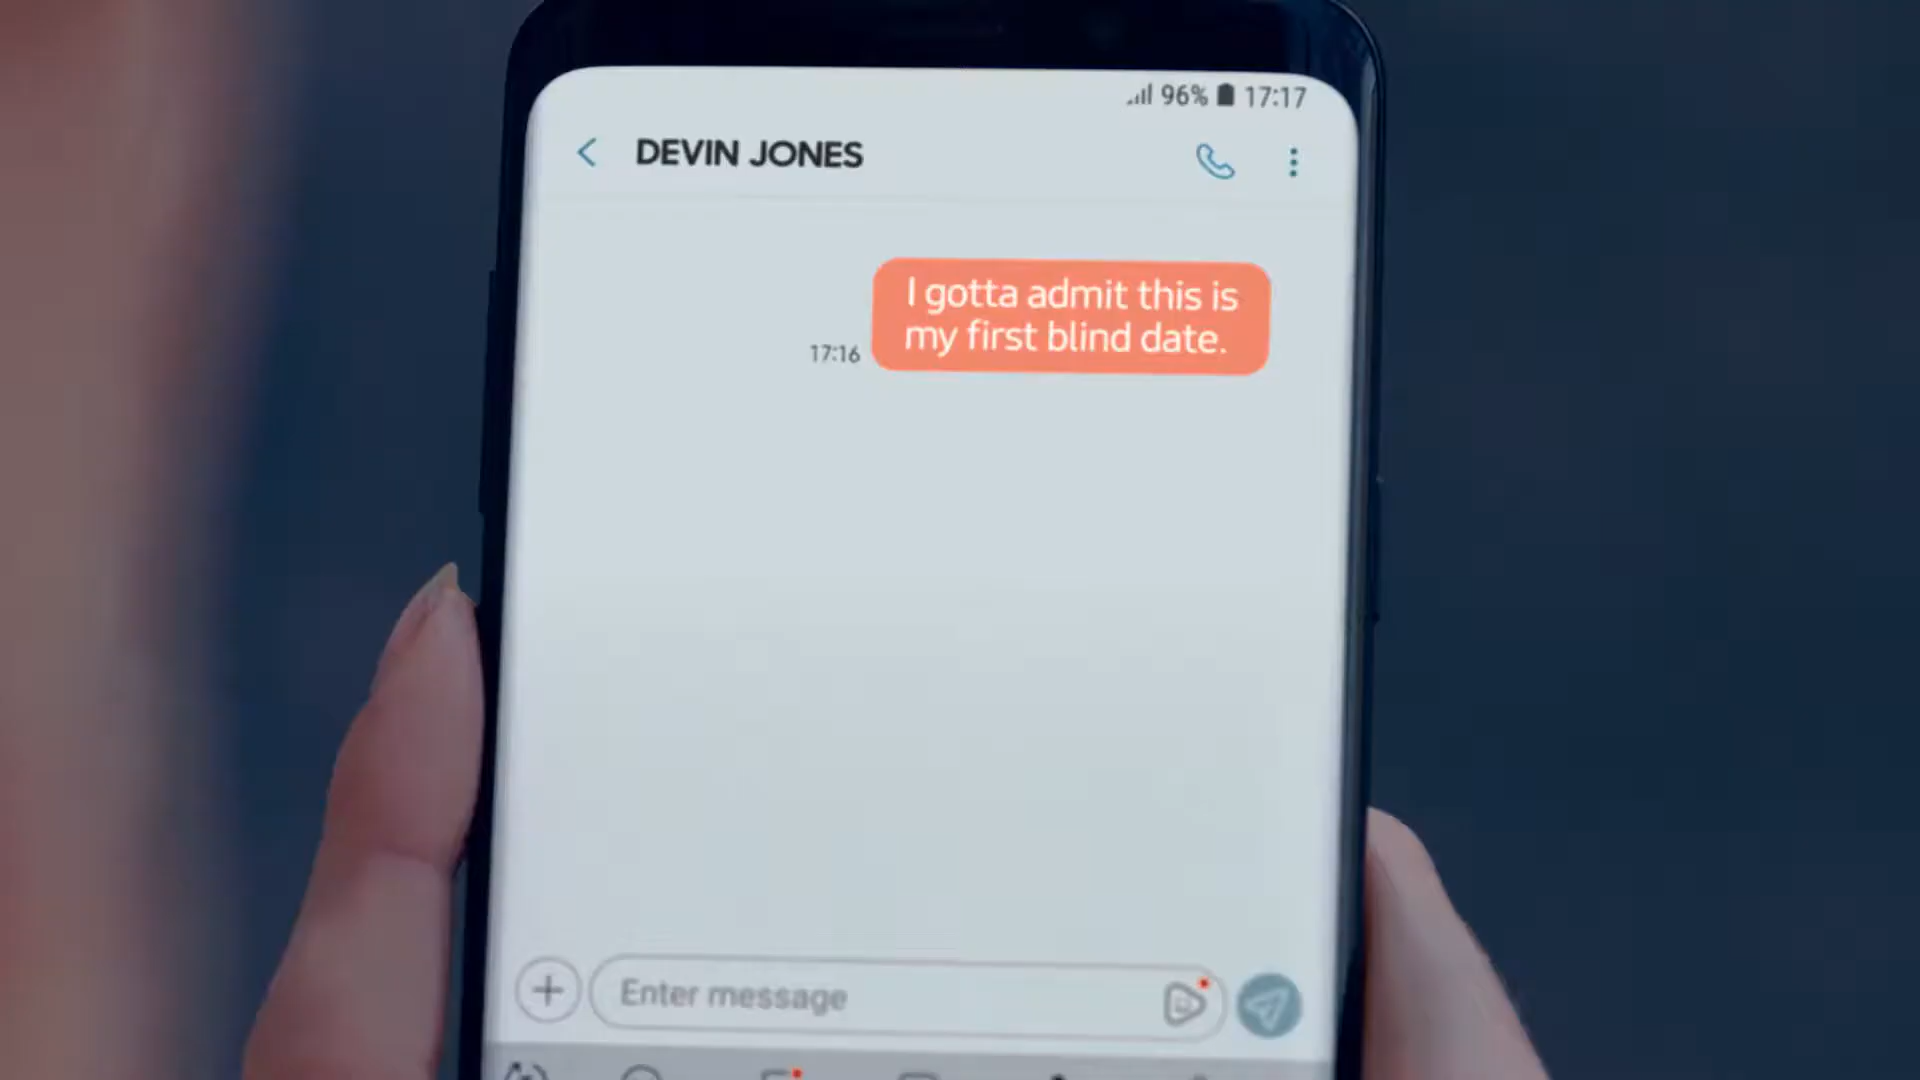 96% 17:17
DEVIN JONES
I gotta admit this is
my first blind date.
17:16
Enter message